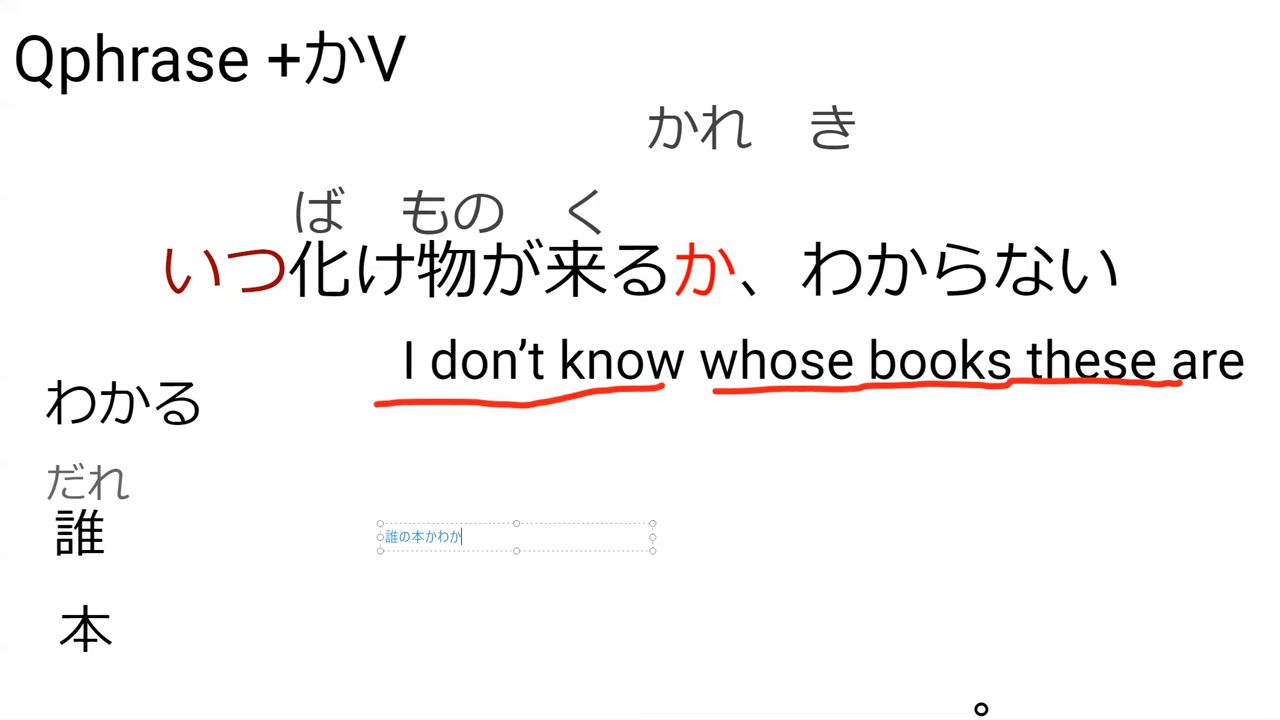 Qphrase +かV
かれ き
ば もの く
いつ化け物が来るか、わからない
I don't know whose books these are
わかる
だれ
誰
誰の本かわか
本
。